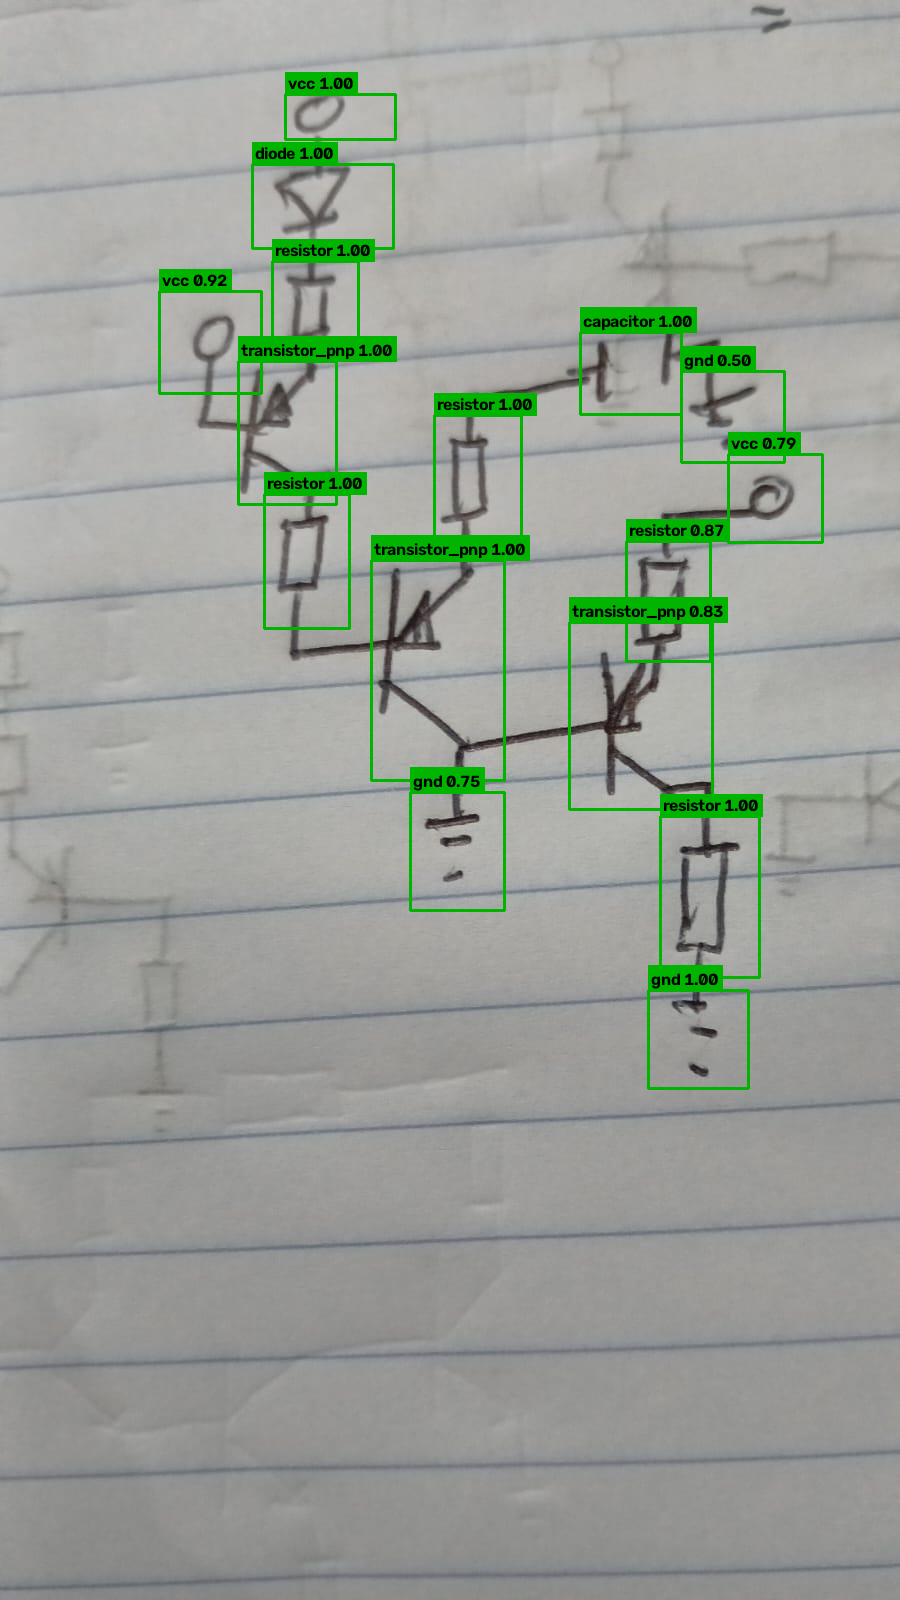 vcc 1.00
diode 1.00
resistor 1.00
vcc 0.92
transistor_pnp 1.00
capacitor 1.00
gnd 0.50
resistor 1.00
vcc 0.79
resistor 1.00
resistor 0.87
transistor_pnp 1.00
transistor_pnp 0.83
gnd 0.75
resistor 1.00
gnd 1.00